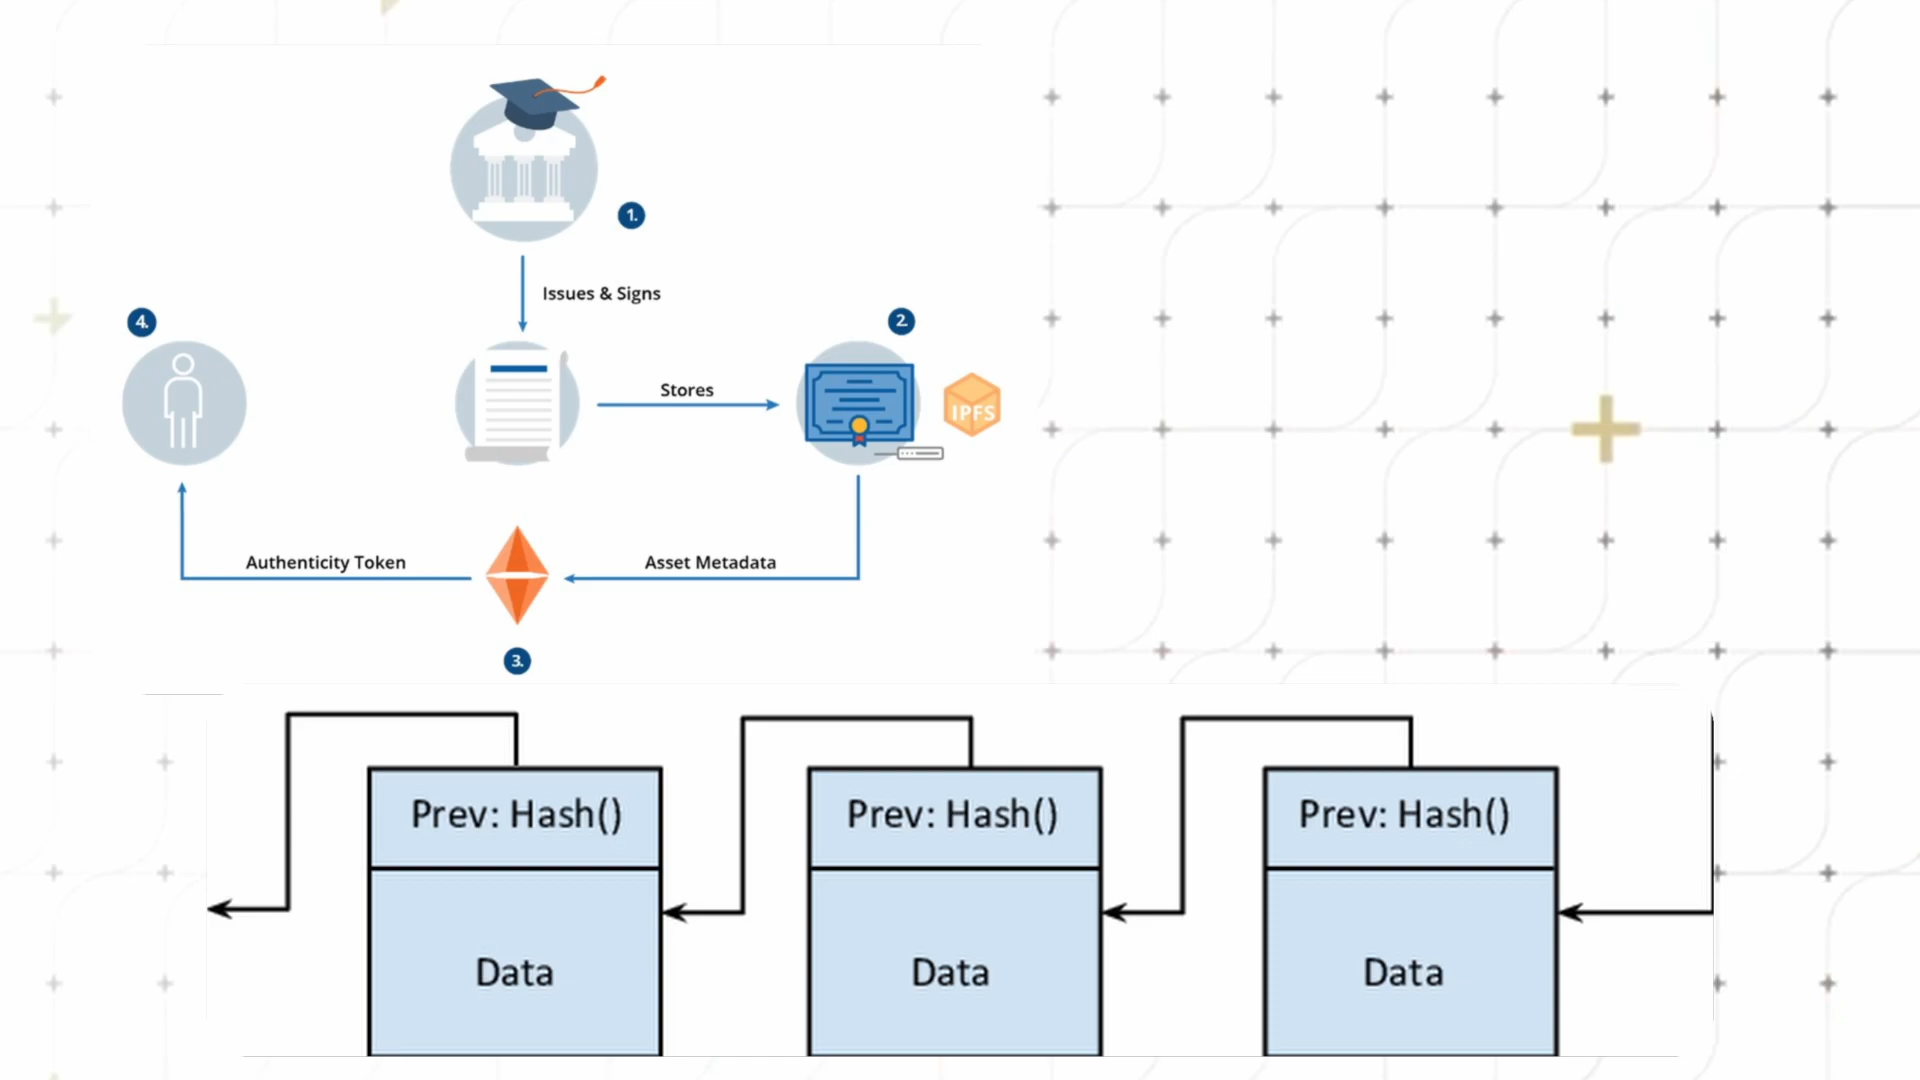 1.
Issues & Signs
4.
2.
Stores
IPFS
Authenticity Token
Asset Metadata
3.
Prev: Hash()
Prev: Hash()
Prev: Hash()
Data
Data
Data